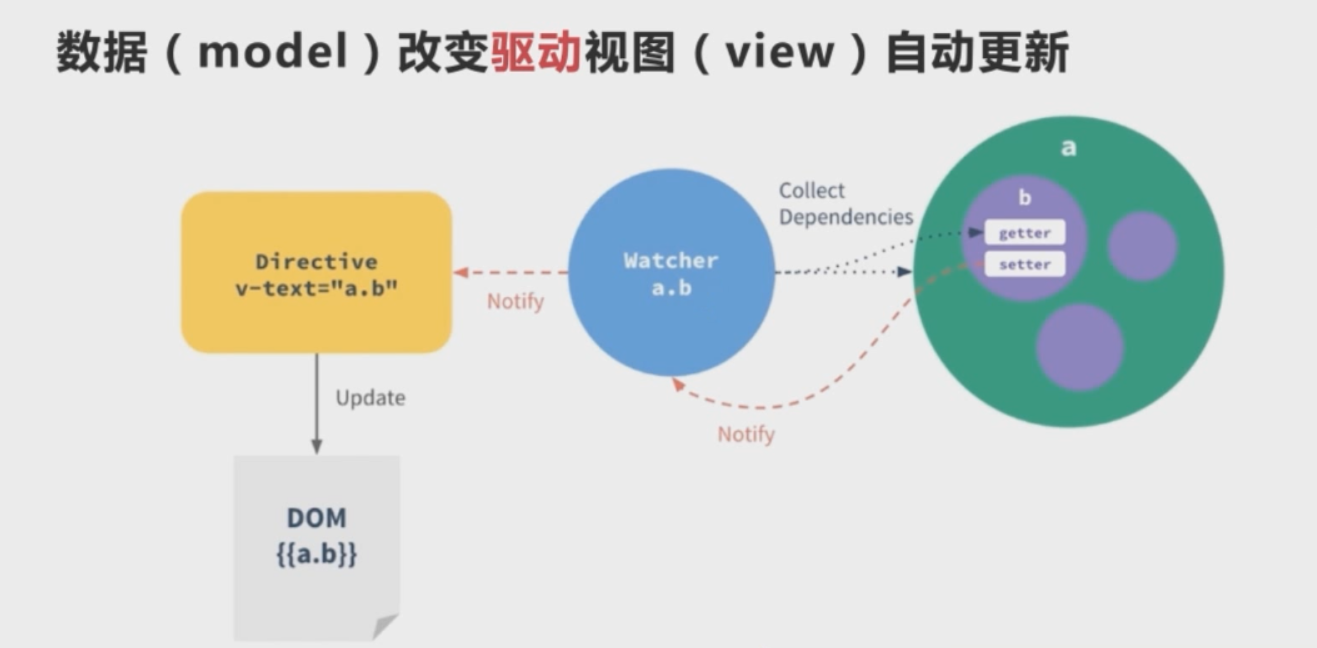 数据（model）改变驱动视图（view）自动更新
Directive
v-text="a.b"
Notify
Watcher
a.b
Collect
Dependencies
a
b
getter
setter
Notify
Update
DOM
{{a.b}}